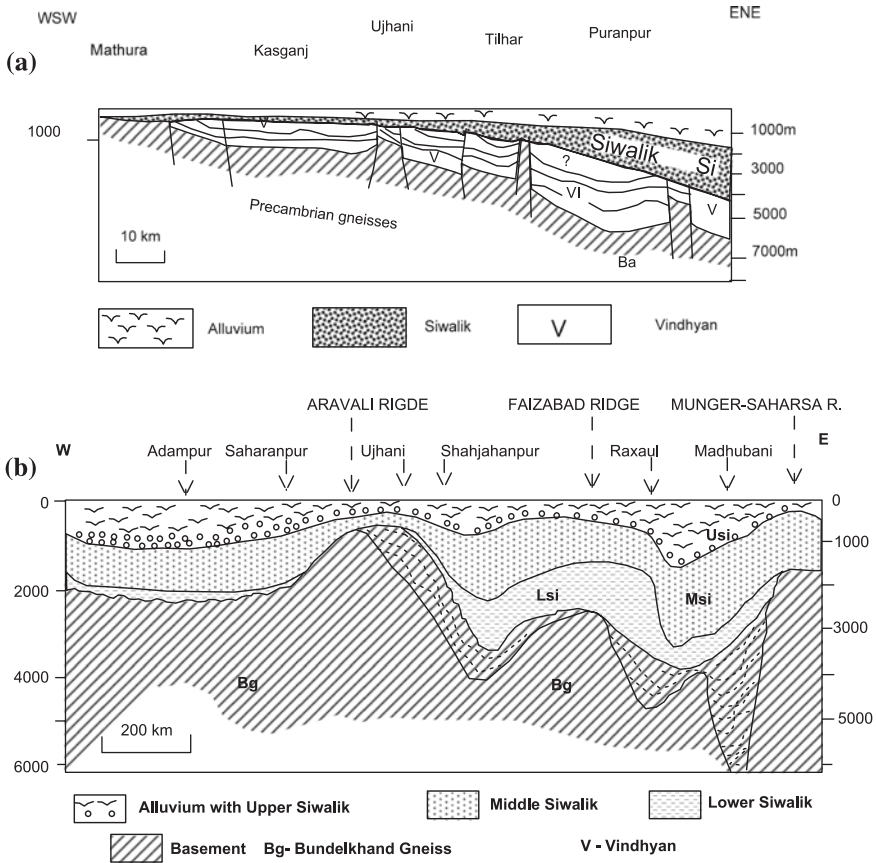 WSW
ENE
Mathura Kasganj Ujhani Tilhar Puranpur
(a)
1000
1000m
3000
5000
7000m
V
V
?
VI
V
Siwalik Si
Precambrian gneisses
10 km
Ba
Alluvium Siwalik V Vindhyan
ARAVALI RIGDE FAIZABAD RIDGE MUNGER-SAHARSA R.
(b) W Adampur Saharanpur Ujhani Shahjahanpur Raxaul Madhubani E
0
2000
4000
6000
0
1000
3000
5000
Usi
Lsi
Msi
Bg
Bg
200 km
Alluvium with Upper Siwalik Middle Siwalik Lower Siwalik
Basement Bg- Bundelkhand Gneiss V - Vindhyan